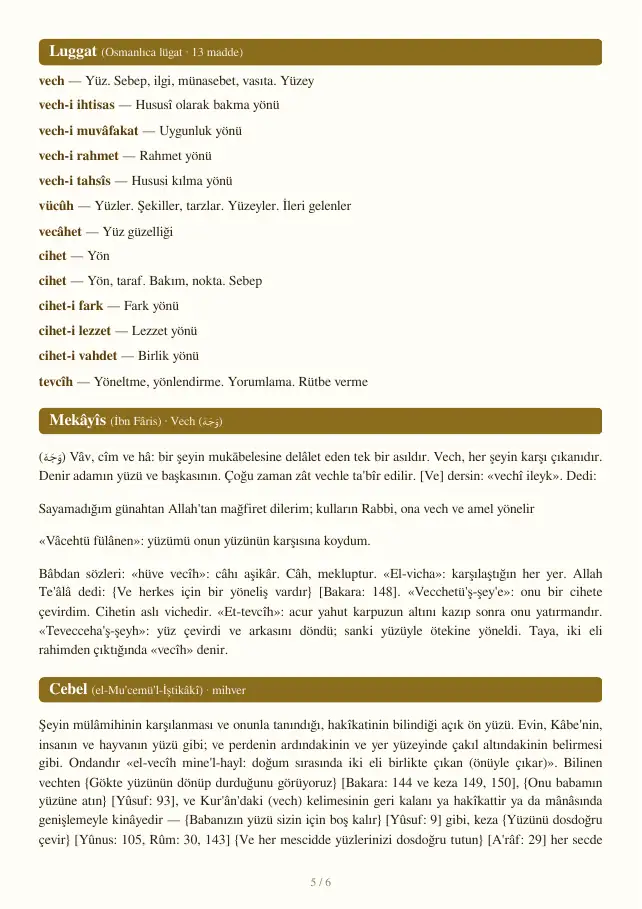 Luggat (Osmanlıca lügat · 13 madde)
vech — Yüz. Sebep, ilgi, münasebet, vasıta. Yüzey
vech-i ihtisas — Hususî olarak bakma yönü
vech-i muvâfakat — Uygunluk yönü
vech-i rahmet — Rahmet yönü
vech-i tahsîs — Hususi kılma yönü
vücûh — Yüzler. Şekiller, tarzlar. Yüzeyler. İleri gelenler
vecâhet — Yüz güzelliği
cihet — Yön
cihet — Yön, taraf. Bakım, nokta. Sebep
cihet-i fark — Fark yönü
cihet-i lezzet — Lezzet yönü
cihet-i vahdet — Birlik yönü
tevcîh — Yöneltme, yönlendirme. Yorumlama. Rütbe verme
Mekâyîs (İbn Fâris) · Vech (وَجَهَ)
(وَجَهَ) Vâv, cîm ve hâ: bir şeyin mukābelesine delâlet eden tek bir asıldır. Vech, her şeyin karşı çıkanıdır.
Denir adamın yüzü ve başkasının. Çoğu zaman zât vechle ta'bîr edilir. [Ve] dersin: «vechî ileyk». Dedi:
Sayamadığım günahtan Allah'tan mağfiret dilerim; kulların Rabbi, ona vech ve amel yönelir
«Vâcehtü fülânen»: yüzümü onun yüzünün karşısına koydum.
Bâbdan sözleri: «hüve vecîh»: câhı aşikâr. Câh, mekluptur. «El-vicha»: karşılaştığın her yer. Allah
Te'âlâ dedi: {Ve herkes için bir yöneliş vardır} [Bakara: 148]. «Vecchetü'ş-şey'e»: onu bir cihete
çevirdim. Cihetin aslı vichedir. «Et-tevcîh»: acur yahut karpuzun altını kazıp sonra onu yatırmandır.
«Tevecceha'ş-şeyh»: yüz çevirdi ve arkasını döndü; sanki yüzüyle ötekine yöneldi. Taya, iki eli
rahimden çıktığında «vecîh» denir.
Cebel (el-Mu'cemü'l-İştikâkî) · mihver
Şeyin mülâmihinin karşılanması ve onunla tanındığı, hakîkatinin bilindiği açık ön yüzü. Evin, Kâbe'nin,
insanın ve hayvanın yüzü gibi; ve perdenin ardındakinin ve yer yüzeyinde çakıl altındakinin belirmesi
gibi. Ondandır «el-vecîh mine'l-hayl: doğum sırasında iki eli birlikte çıkan (önüyle çıkar)». Bilinen
vechten {Gökte yüzünün dönüp durduğunu görüyoruz} [Bakara: 144 ve keza 149, 150], {Onu babamın
yüzüne atın} [Yûsuf: 93], ve Kur'ân'daki (vech) kelimesinin geri kalanı ya hakîkattir ya da mânâsında
genişlemeyle kinâyedir — {Babanızın yüzü sizin için boş kalır} [Yûsuf: 9] gibi, keza {Yüzünü dosdoğru
çevir} [Yûnus: 105, Rûm: 30, 143] {Ve her mescidde yüzlerinizi dosdoğru tutun} [A'râf: 29] her secde
5 / 6